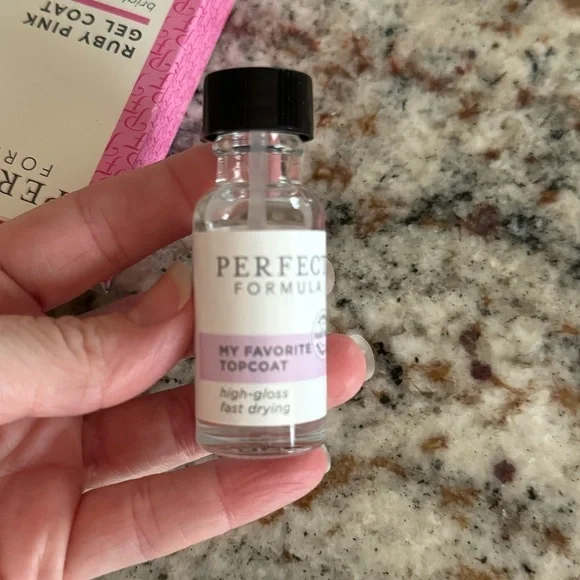 RUBY PINK
GEL COAT
PERFECT
FORMULA
MY FAVORITE
TOPCOAT
high-gloss
fast drying